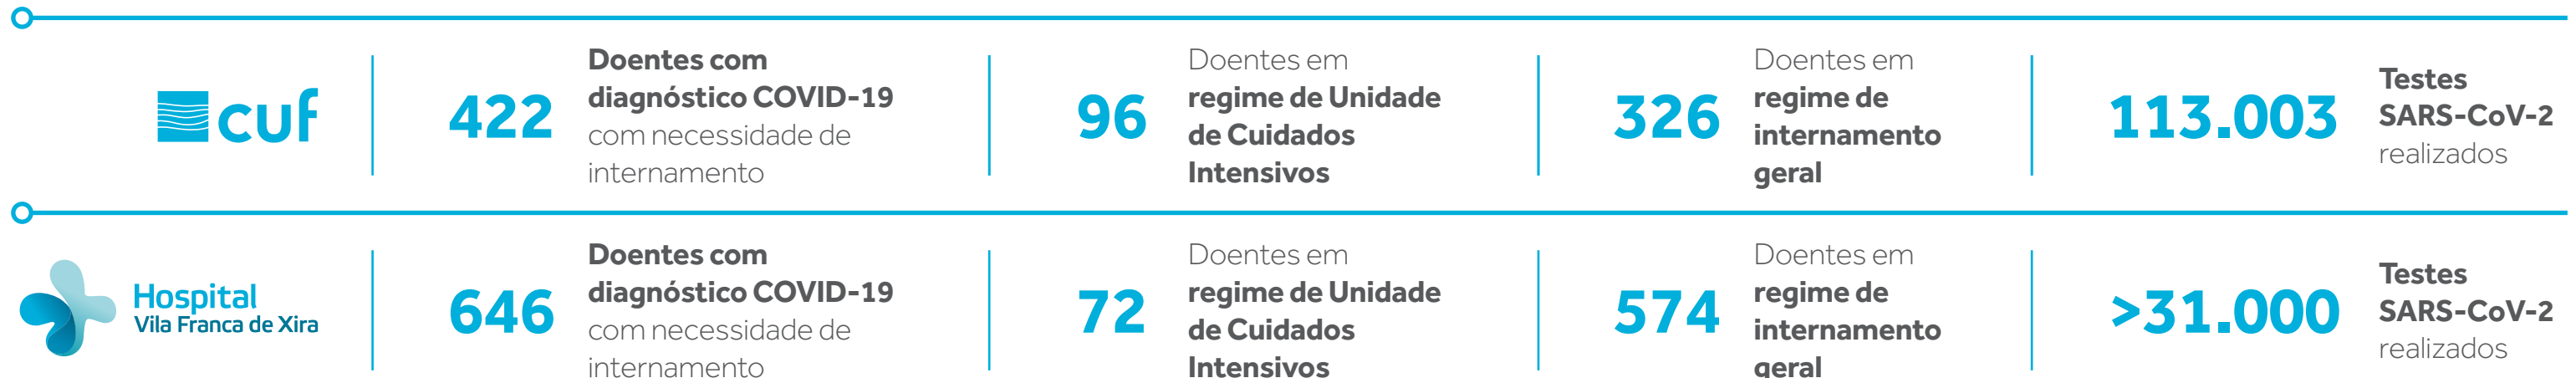 cuf
422
Doentes com
diagnóstico COVID-19
com necessidade de
internamento
96
Doentes em
regime de Unidade
de Cuidados
Intensivos
326
Doentes em
regime de
internamento
geral
113.003
Testes
SARS-CoV-2
realizados
Hospital
Vila Franca de Xira
646
Doentes com
diagnóstico COVID-19
com necessidade de
internamento
72
Doentes em
regime de Unidade
de Cuidados
Intensivos
574
Doentes em
regime de
internamento
geral
>31.000
Testes
SARS-CoV-2
realizados